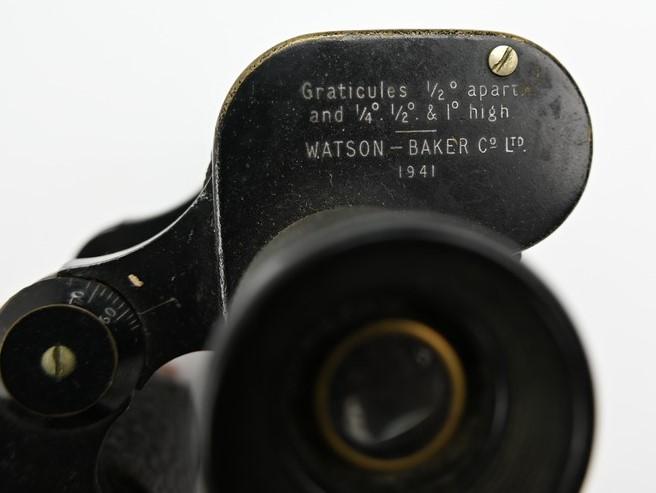 Graticules ½° apart.
and ¼°. ½°. & 1° high
WATSON – BAKER Cº LTD.
1941